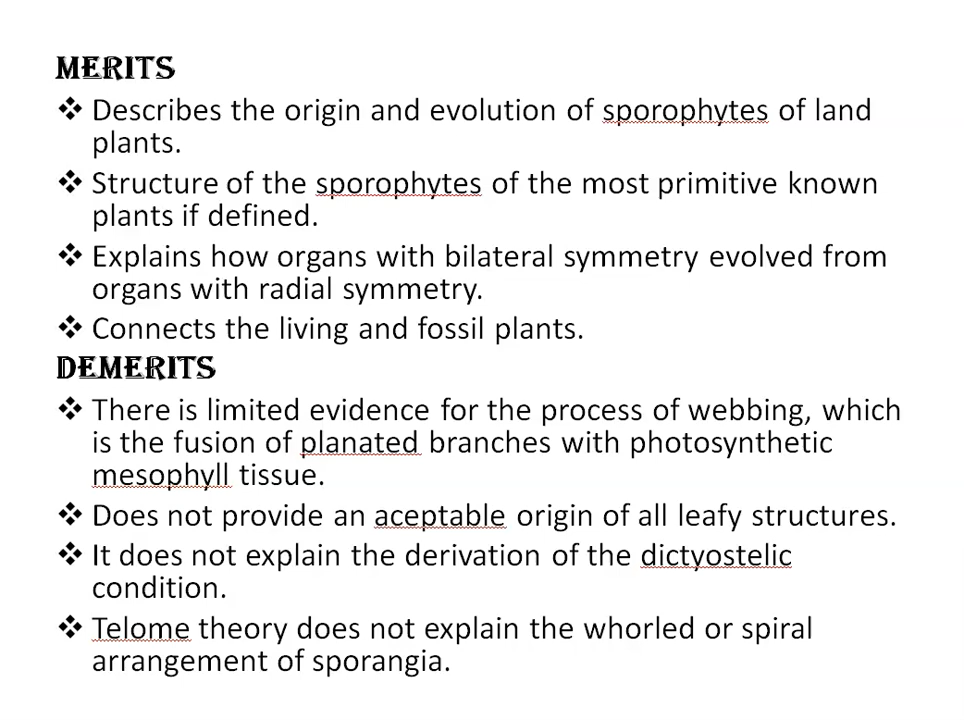 MERITS
❖ Describes the origin and evolution of sporophytes of land
plants.
❖ Structure of the sporophytes of the most primitive known
plants if defined.
❖ Explains how organs with bilateral symmetry evolved from
organs with radial symmetry.
❖ Connects the living and fossil plants.
DEMERITS
❖ There is limited evidence for the process of webbing, which
is the fusion of planated branches with photosynthetic
mesophyll tissue.
❖ Does not provide an aceptable origin of all leafy structures.
❖ It does not explain the derivation of the dictyostelic
condition.
❖ Telome theory does not explain the whorled or spiral
arrangement of sporangia.